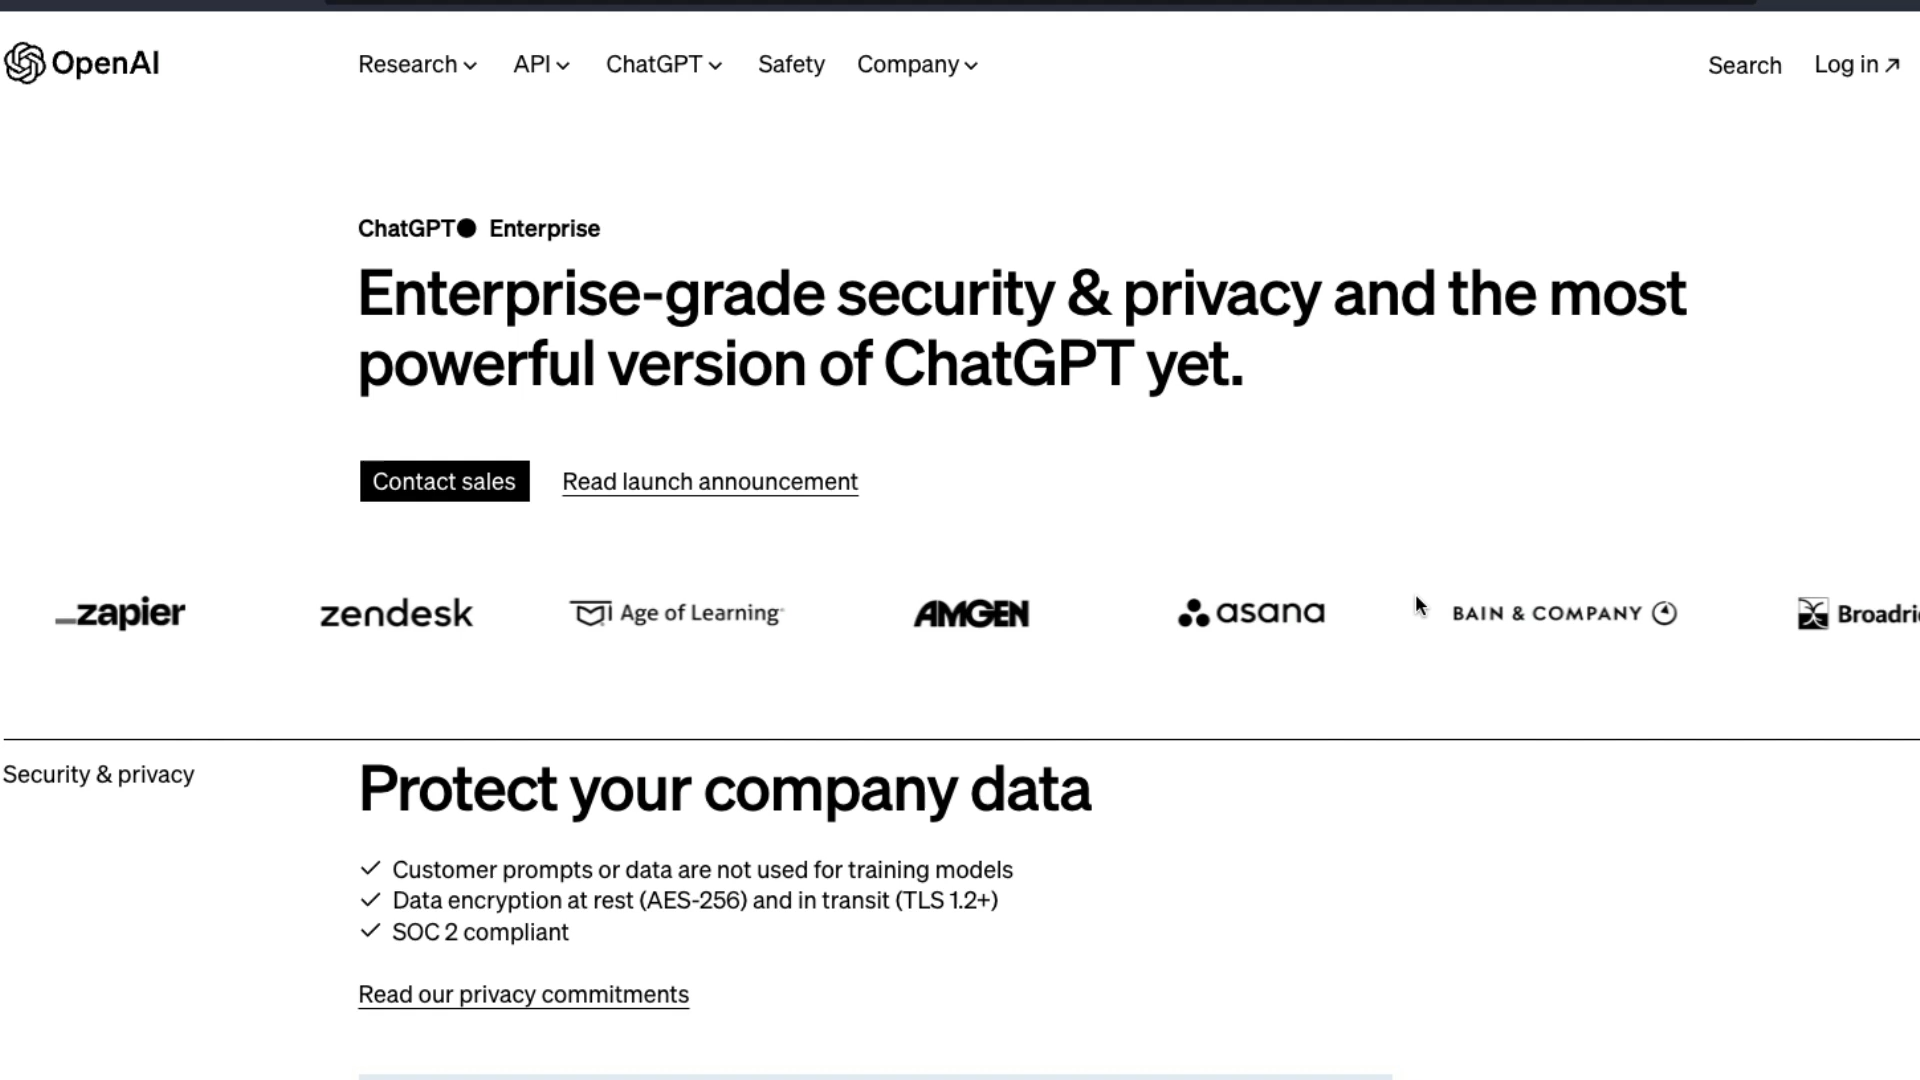 OpenAI
Research API ChatGPT Safety Company Search Log in
ChatGPT Enterprise
Enterprise-grade security & privacy and the most
powerful version of ChatGPT yet.
Contact sales Read launch announcement
zapier zendesk Age of Learning AMGEN asana BAIN & COMPANY Broadri
Security & privacy
Protect your company data
Customer prompts or data are not used for training models
Data encryption at rest (AES-256) and in transit (TLS 1.2+)
SOC 2 compliant
Read our privacy commitments